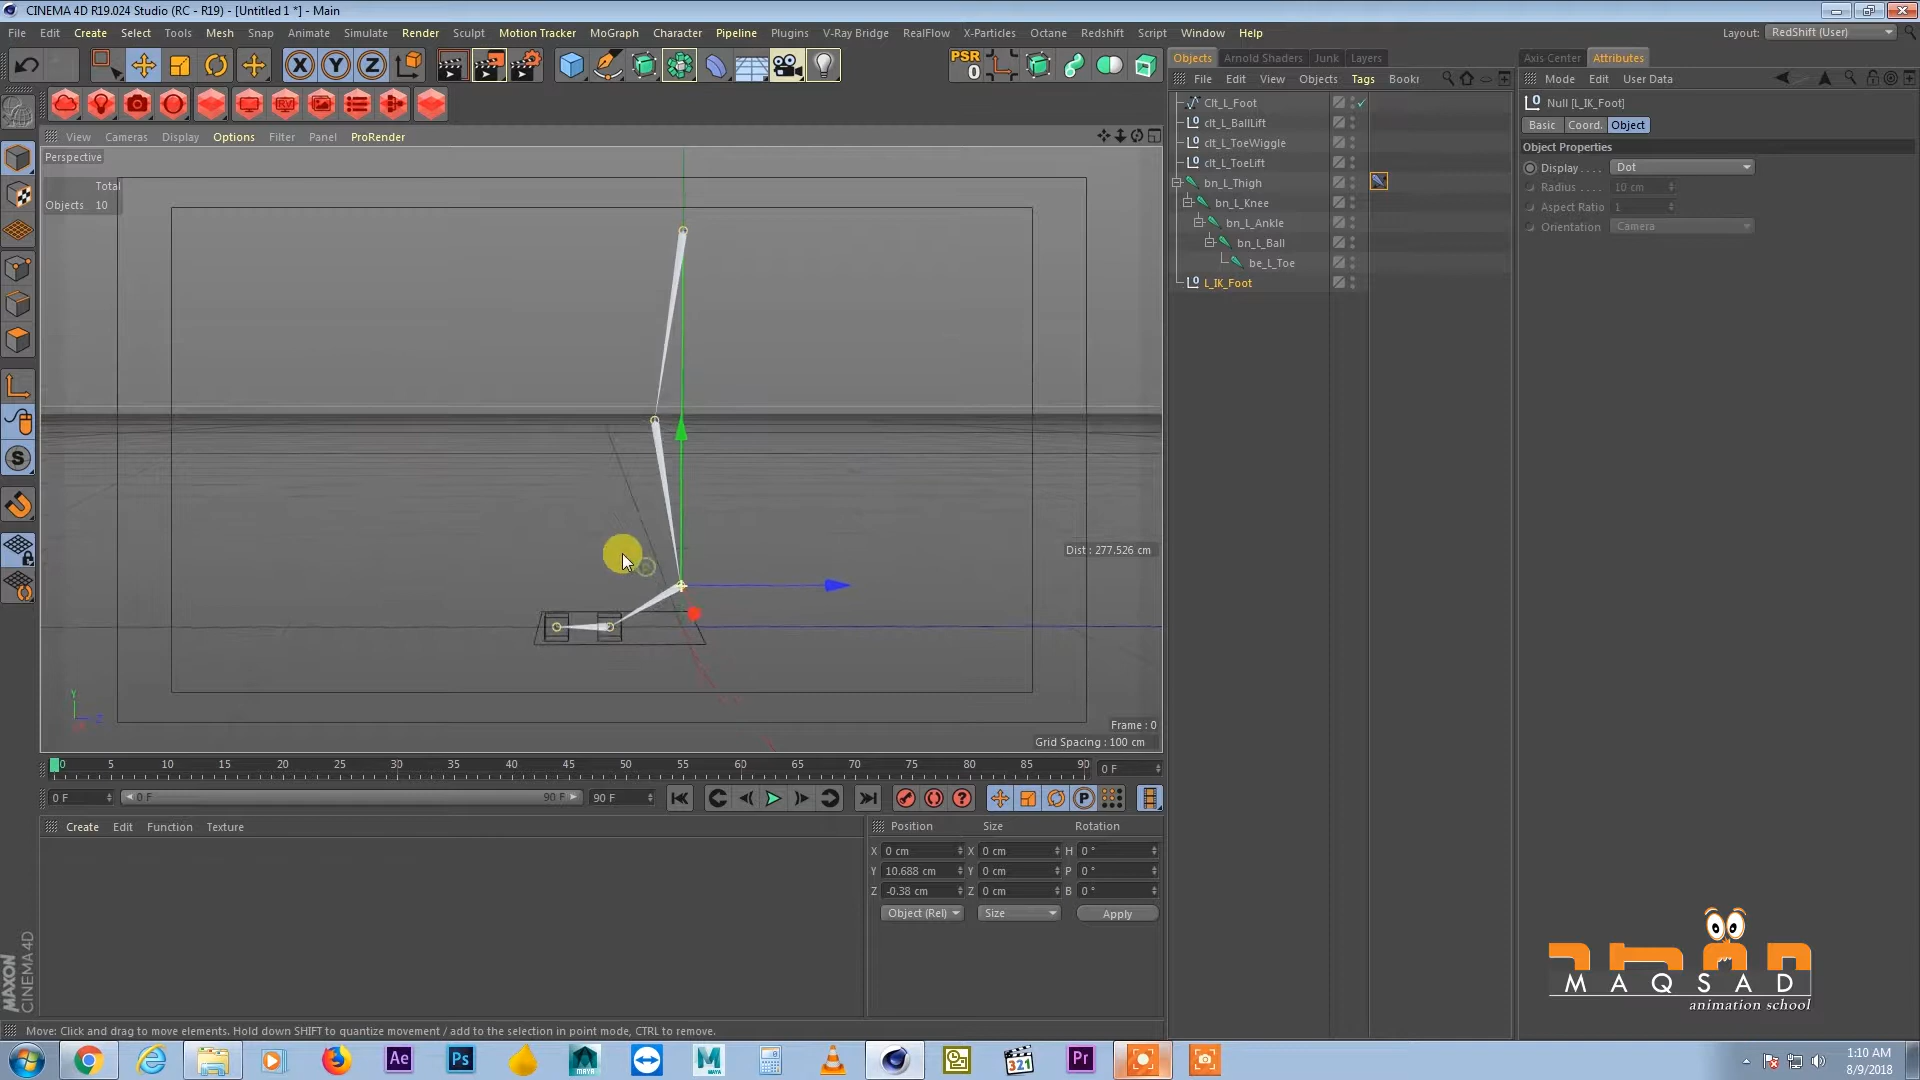 CINEMA 4D R19.024 Studio (RC - R19) - [Untitled 1 *] - Main
File Edit Create Select Tools Mesh Snap Animate Simulate Render Sculpt Motion Tracker MoGraph Character Pipeline Plugins V-Ray Bridge RealFlow X-Particles Octane Redshift Script Window Help Layout: RedShift (User)
X Y Z PSR 0
RV
Objects Arnold Shaders Junk Layers
File Edit View Objects Tags Bookr
Axis Center Attributes
Mode Edit User Data
View Cameras Display Options Filter Panel ProRender
Perspective
Total
Objects 10
Clt_L_Foot
clt_L_BallLift
clt_L_ToeWiggle
clt_L_ToeLift
bn_L_Thigh
bn_L_Knee
bn_L_Ankle
bn_L_Ball
be_L_Toe
L_IK_Foot
Null [L_IK_Foot]
Basic Coord. Object
Object Properties
Display . . . . Dot
Radius . . . . 10 cm
Aspect Ratio 1
Orientation Camera
Dist : 277.526 cm
Y
Z
Frame : 0
Grid Spacing : 100 cm
0 5 10 15 20 25 30 35 40 45 50 55 60 65 70 75 80 85 90 0 F
0 F 0 F 90 F 90 F
Create Edit Function Texture
Position Size Rotation
X 0 cm X 0 cm H 0 °
Y 10.688 cm Y 0 cm P 0 °
Z -0.38 cm Z 0 cm B 0 °
Object (Rel) Size Apply
MAXON
CINEMA 4D
MAQSAD
animation school
Move: Click and drag to move elements. Hold down SHIFT to quantize movement / add to the selection in point mode, CTRL to remove.
Ae Ps M 321 Pr
1:10 AM
8/9/2018